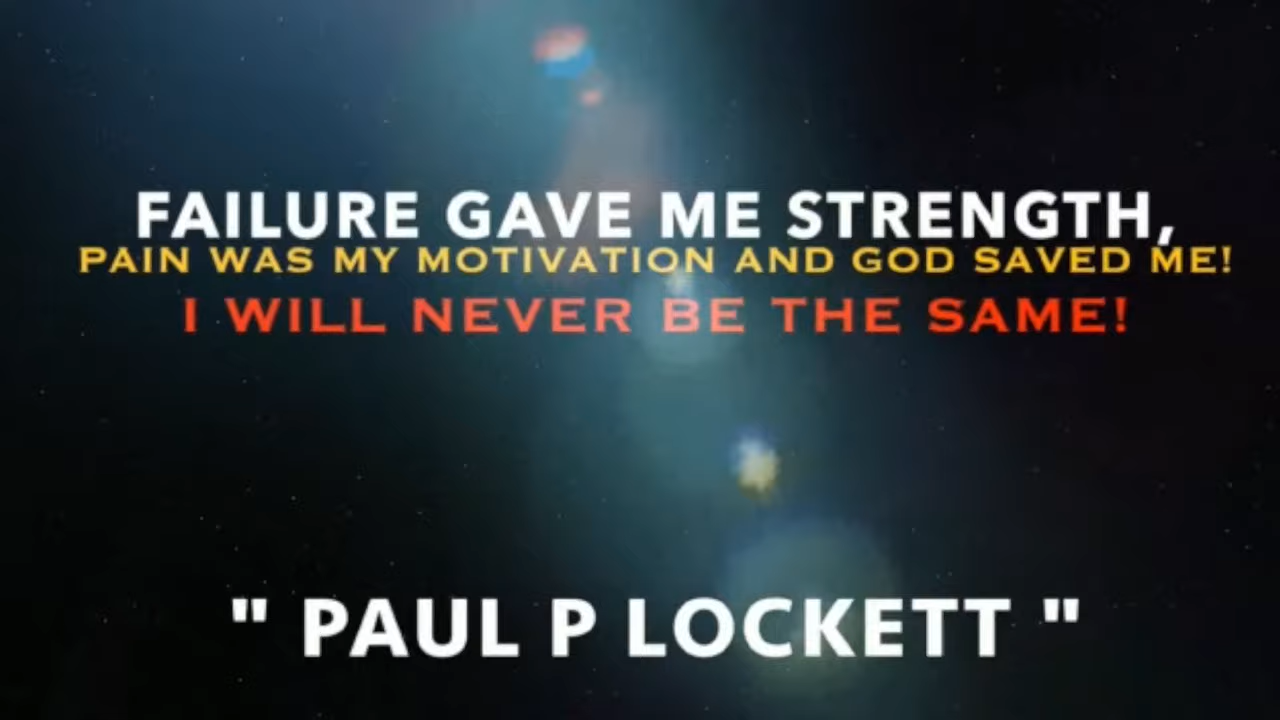 FAILURE GAVE ME STRENGTH,
PAIN WAS MY MOTIVATION AND GOD SAVED ME!
I WILL NEVER BE THE SAME!
" PAUL P LOCKETT "